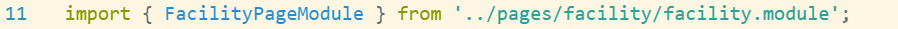 11 import { FacilityPageModule } from '../pages/facility/facility.module';